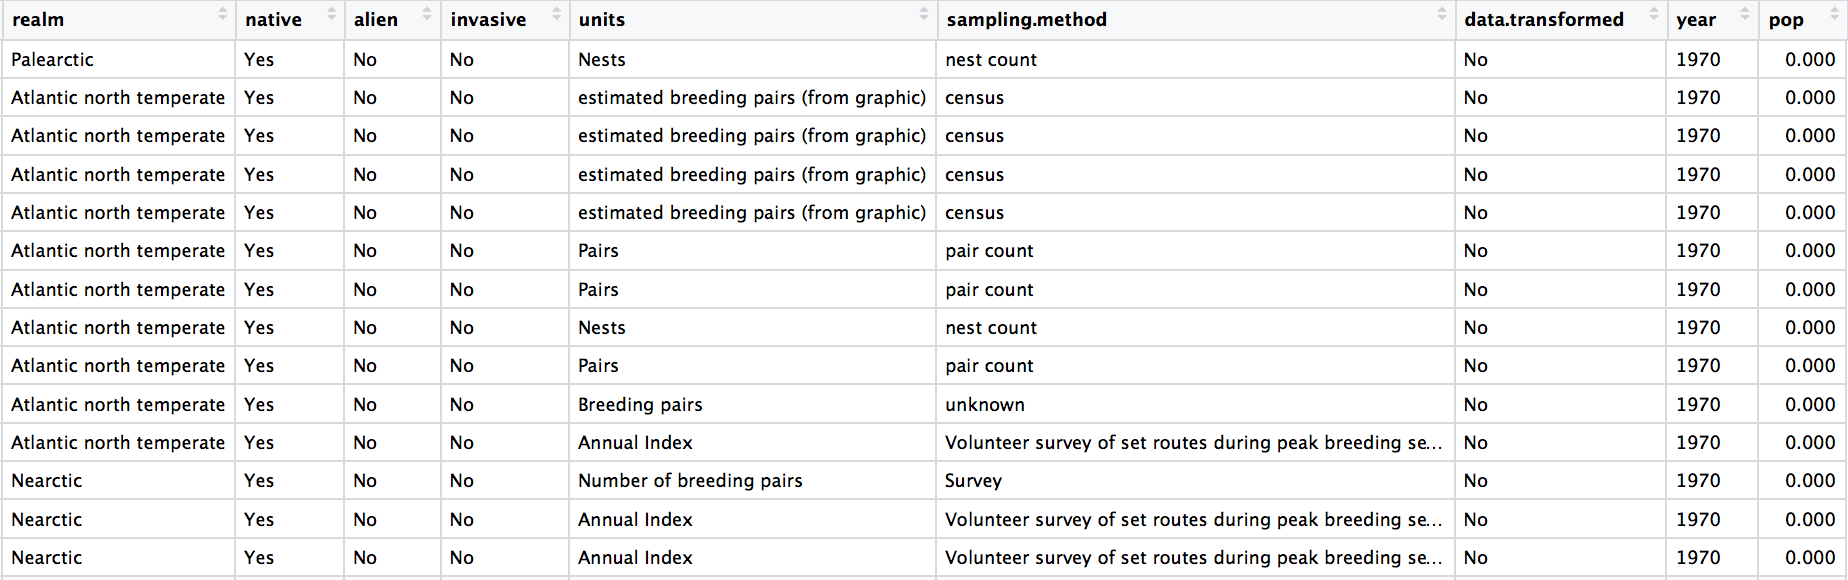 realm native alien invasive units sampling.method data.transformed year pop
Palearctic Yes No No Nests nest count No 1970 0.000
Atlantic north temperate Yes No No estimated breeding pairs (from graphic) census No 1970 0.000
Atlantic north temperate Yes No No estimated breeding pairs (from graphic) census No 1970 0.000
Atlantic north temperate Yes No No estimated breeding pairs (from graphic) census No 1970 0.000
Atlantic north temperate Yes No No estimated breeding pairs (from graphic) census No 1970 0.000
Atlantic north temperate Yes No No Pairs pair count No 1970 0.000
Atlantic north temperate Yes No No Pairs pair count No 1970 0.000
Atlantic north temperate Yes No No Nests nest count No 1970 0.000
Atlantic north temperate Yes No No Pairs pair count No 1970 0.000
Atlantic north temperate Yes No No Breeding pairs unknown No 1970 0.000
Atlantic north temperate Yes No No Annual Index Volunteer survey of set routes during peak breeding se... No 1970 0.000
Nearctic Yes No No Number of breeding pairs Survey No 1970 0.000
Nearctic Yes No No Annual Index Volunteer survey of set routes during peak breeding se... No 1970 0.000
Nearctic Yes No No Annual Index Volunteer survey of set routes during peak breeding se... No 1970 0.000